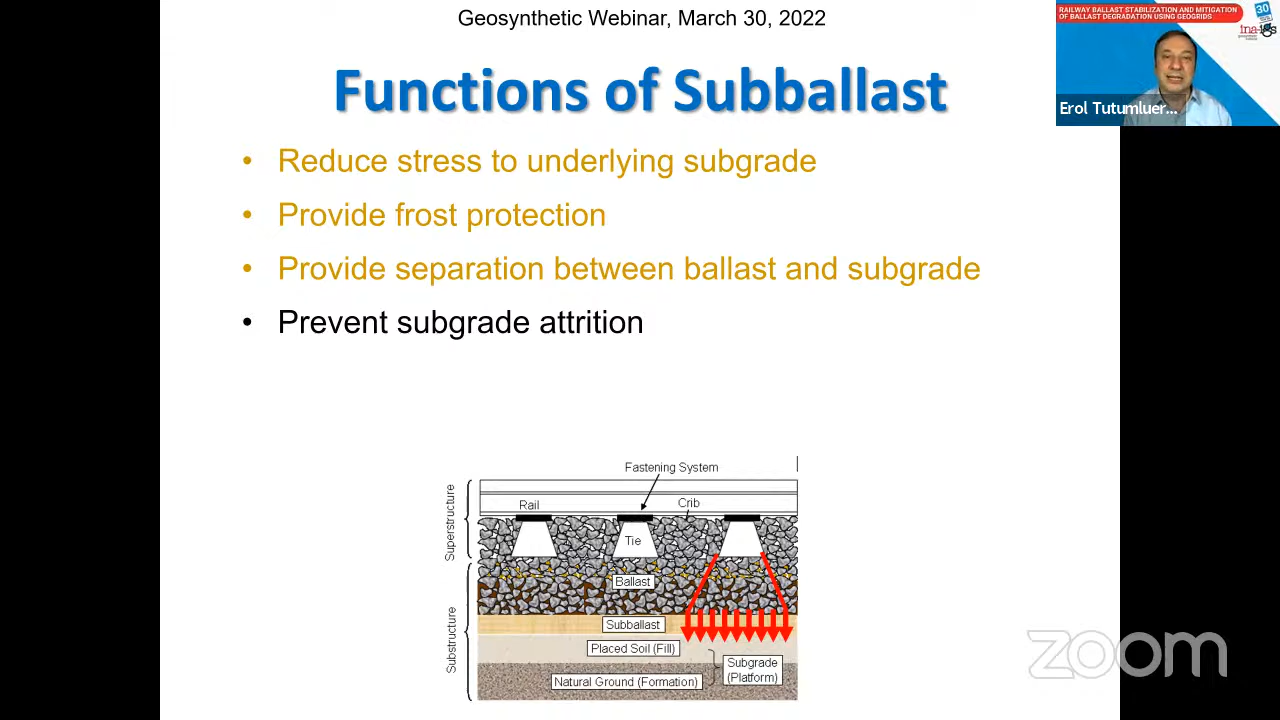 Geosynthetic Webinar, March 30, 2022
RAILWAY BALLAST STABILIZATION AND MITIGATION
OF BALLAST DEGRADATION USING GEOGRIDS
30
ina-igs
Erol Tutumluer...
Functions of Subballast
• Reduce stress to underlying subgrade
• Provide frost protection
• Provide separation between ballast and subgrade
• Prevent subgrade attrition
Fastening System
Superstructure
Rail
Crib
Tie
Ballast
Substructure
Subballast
Placed Soil (Fill)
Subgrade
(Platform)
Natural Ground (Formation)
zoom